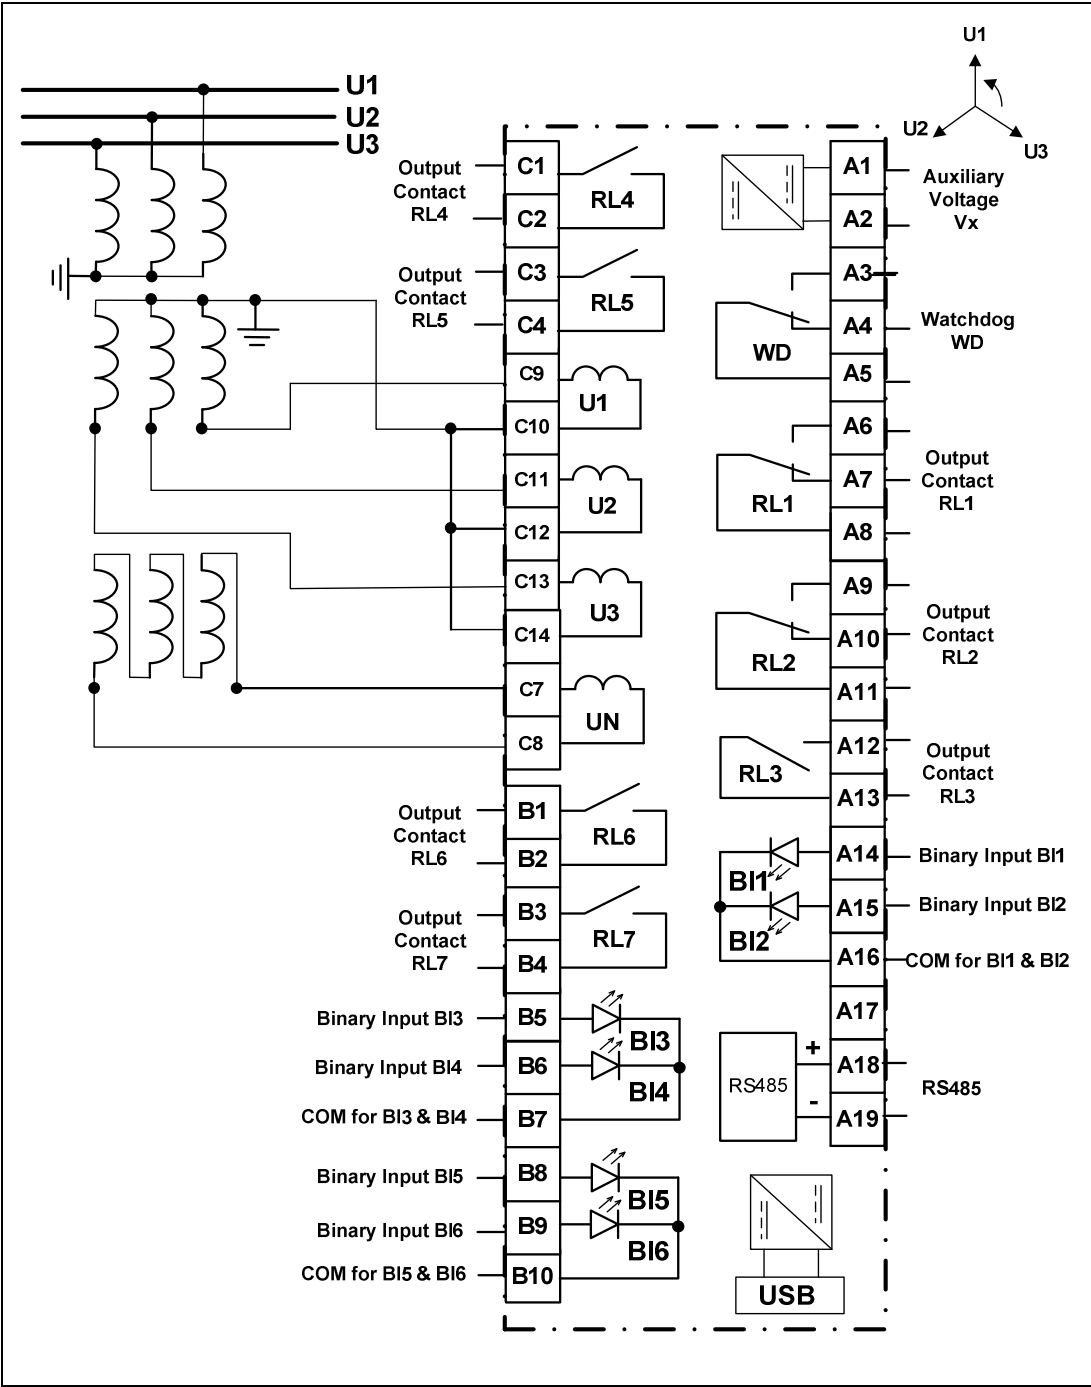 U1
U2
U3
U1
U2
U3
Output
Contact
RL4
C1
C2
RL4
Output
Contact
RL5
C3
C4
RL5
C9
C10
U1
C11
C12
U2
C13
C14
U3
C7
C8
UN
Output
Contact
RL6
B1
B2
RL6
Output
Contact
RL7
B3
B4
RL7
Binary Input BI3
B5
BI3
Binary Input BI4
B6
BI4
COM for BI3 & BI4
B7
Binary Input BI5
B8
BI5
Binary Input BI6
B9
BI6
COM for BI5 & BI6
B10
A1
A2
Auxiliary
Voltage
Vx
A3
A4
A5
WD
Watchdog
WD
A6
A7
A8
RL1
Output
Contact
RL1
A9
A10
A11
RL2
Output
Contact
RL2
A12
A13
RL3
Output
Contact
RL3
BI1
A14
Binary Input BI1
BI2
A15
Binary Input BI2
A16
COM for BI1 & BI2
A17
RS485
+
A18
-
A19
RS485
USB